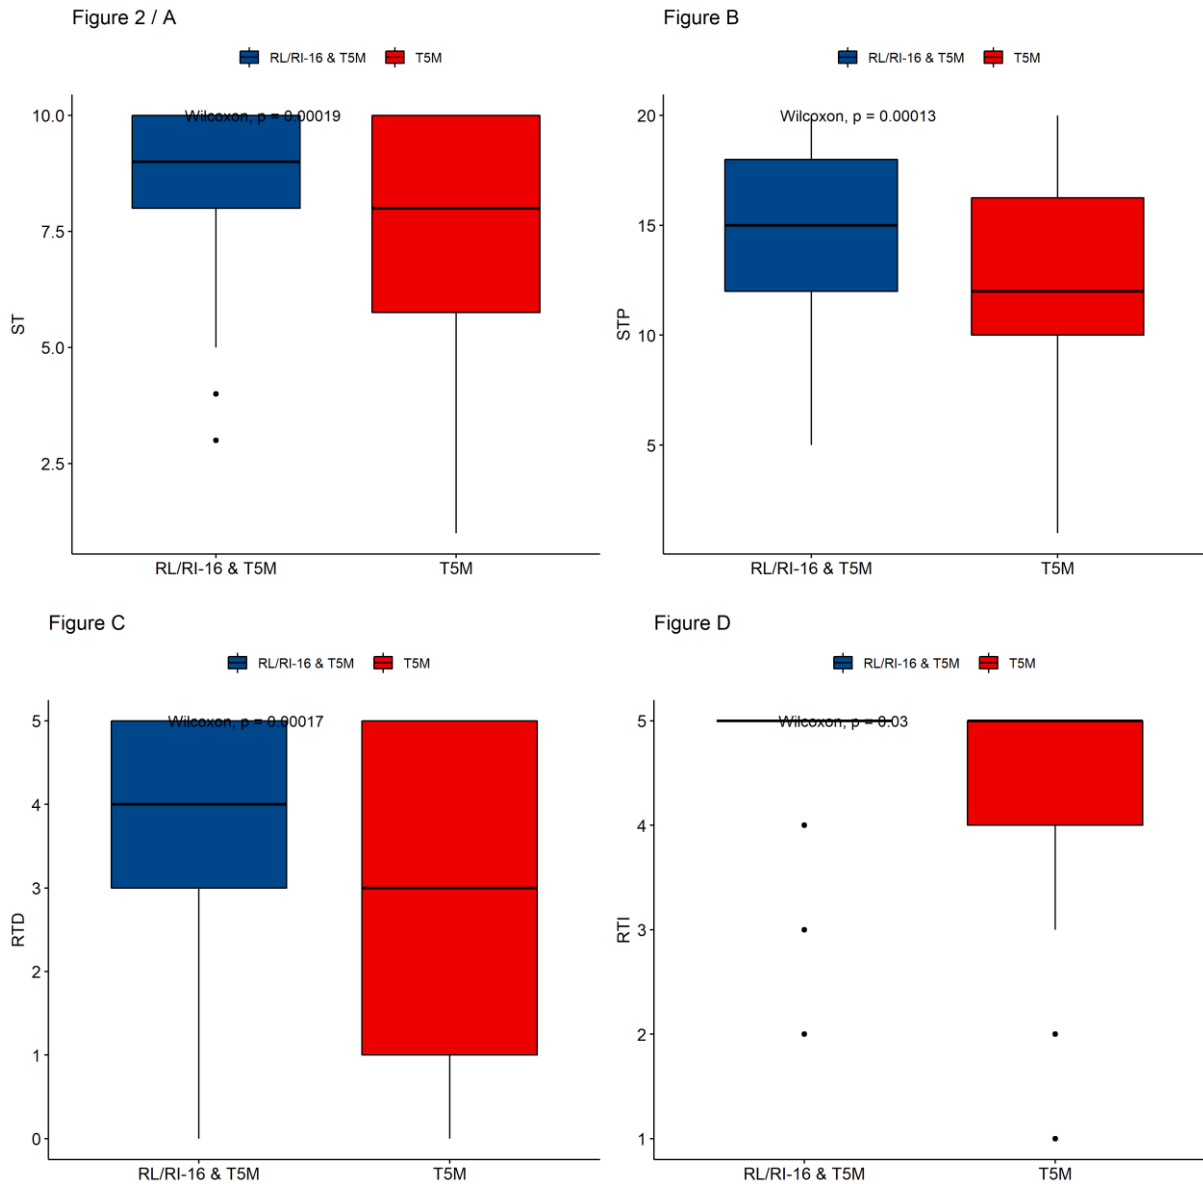 Figure 2 / A
RL/RI-16 & T5M T5M
Wilcoxon, p = 0.00019
10.0
7.5
5.0
2.5
ST
RL/RI-16 & T5M T5M
Figure B
RL/RI-16 & T5M T5M
Wilcoxon, p = 0.00013
20
15
10
5
STP
RL/RI-16 & T5M T5M
Figure C
RL/RI-16 & T5M T5M
Wilcoxon, p = 0.00017
5
4
3
2
1
0
RTD
RL/RI-16 & T5M T5M
Figure D
RL/RI-16 & T5M T5M
Wilcoxon, p = 0.03
5
4
3
2
1
RTI
RL/RI-16 & T5M T5M